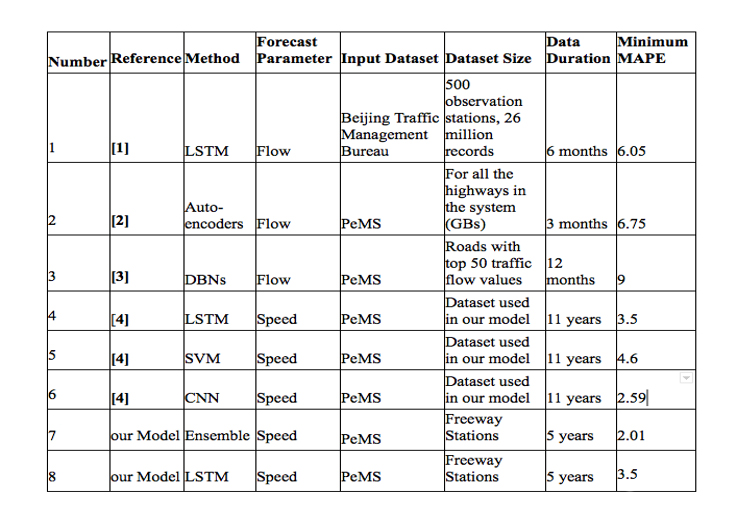 Number Reference Method Forecast Parameter Input Dataset Dataset Size Data Duration Minimum MAPE
1 [1] LSTM Flow Beijing Traffic Management Bureau 500 observation stations, 26 million records 6 months 6.05
2 [2] Auto-encoders Flow PeMS For all the highways in the system (GBs) 3 months 6.75
3 [3] DBNs Flow PeMS Roads with top 50 traffic flow values 12 months 9
4 [4] LSTM Speed PeMS Dataset used in our model 11 years 3.5
5 [4] SVM Speed PeMS Dataset used in our model 11 years 4.6
6 [4] CNN Speed PeMS Dataset used in our model 11 years 2.59
7 our Model Ensemble Speed PeMS Freeway Stations 5 years 2.01
8 our Model LSTM Speed PeMS Freeway Stations 5 years 3.5